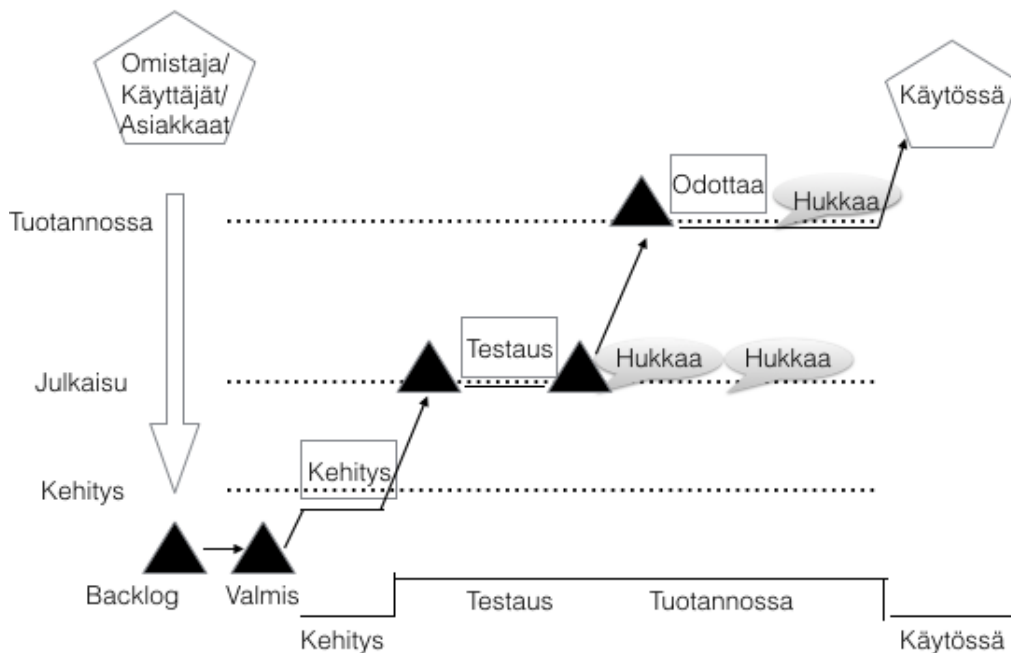 Omistaja/
Käyttäjät/
Asiakkaat
Käytössä
Odottaa
Hukkaa
Tuotannossa
Testaus
Hukkaa
Hukkaa
Julkaisu
Kehitys
Kehitys
Backlog
Valmis
Testaus
Tuotannossa
Kehitys
Käytössä